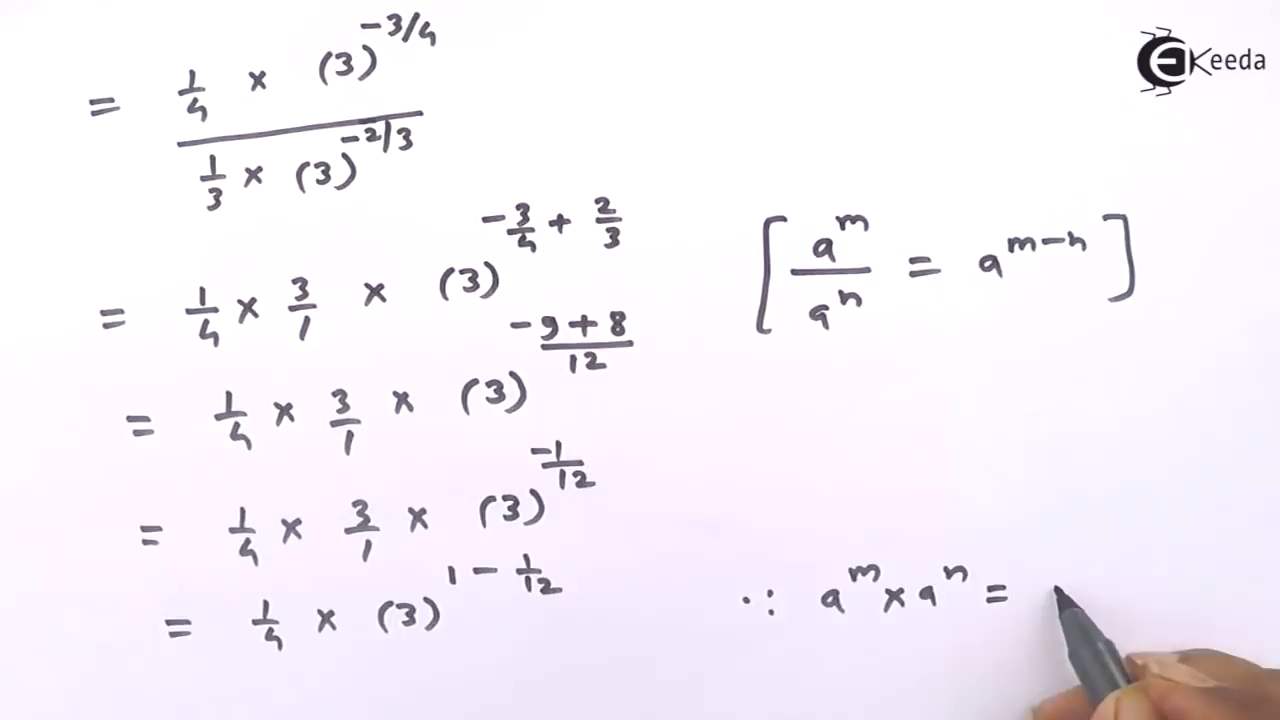 EKeeda
= 1/4 × (3)^{-3/4} / 1/3 × (3)^{-2/3}
= 1/4 × 3/1 × (3)^{-3/4 + 2/3} [a^m / a^n = a^{m-n}]
= 1/4 × 3/1 × (3)^{-9+8/12}
= 1/4 × 3/1 × (3)^{-1/12}
= 1/4 × (3)^{1 - 1/12} ∵ a^m × a^n =